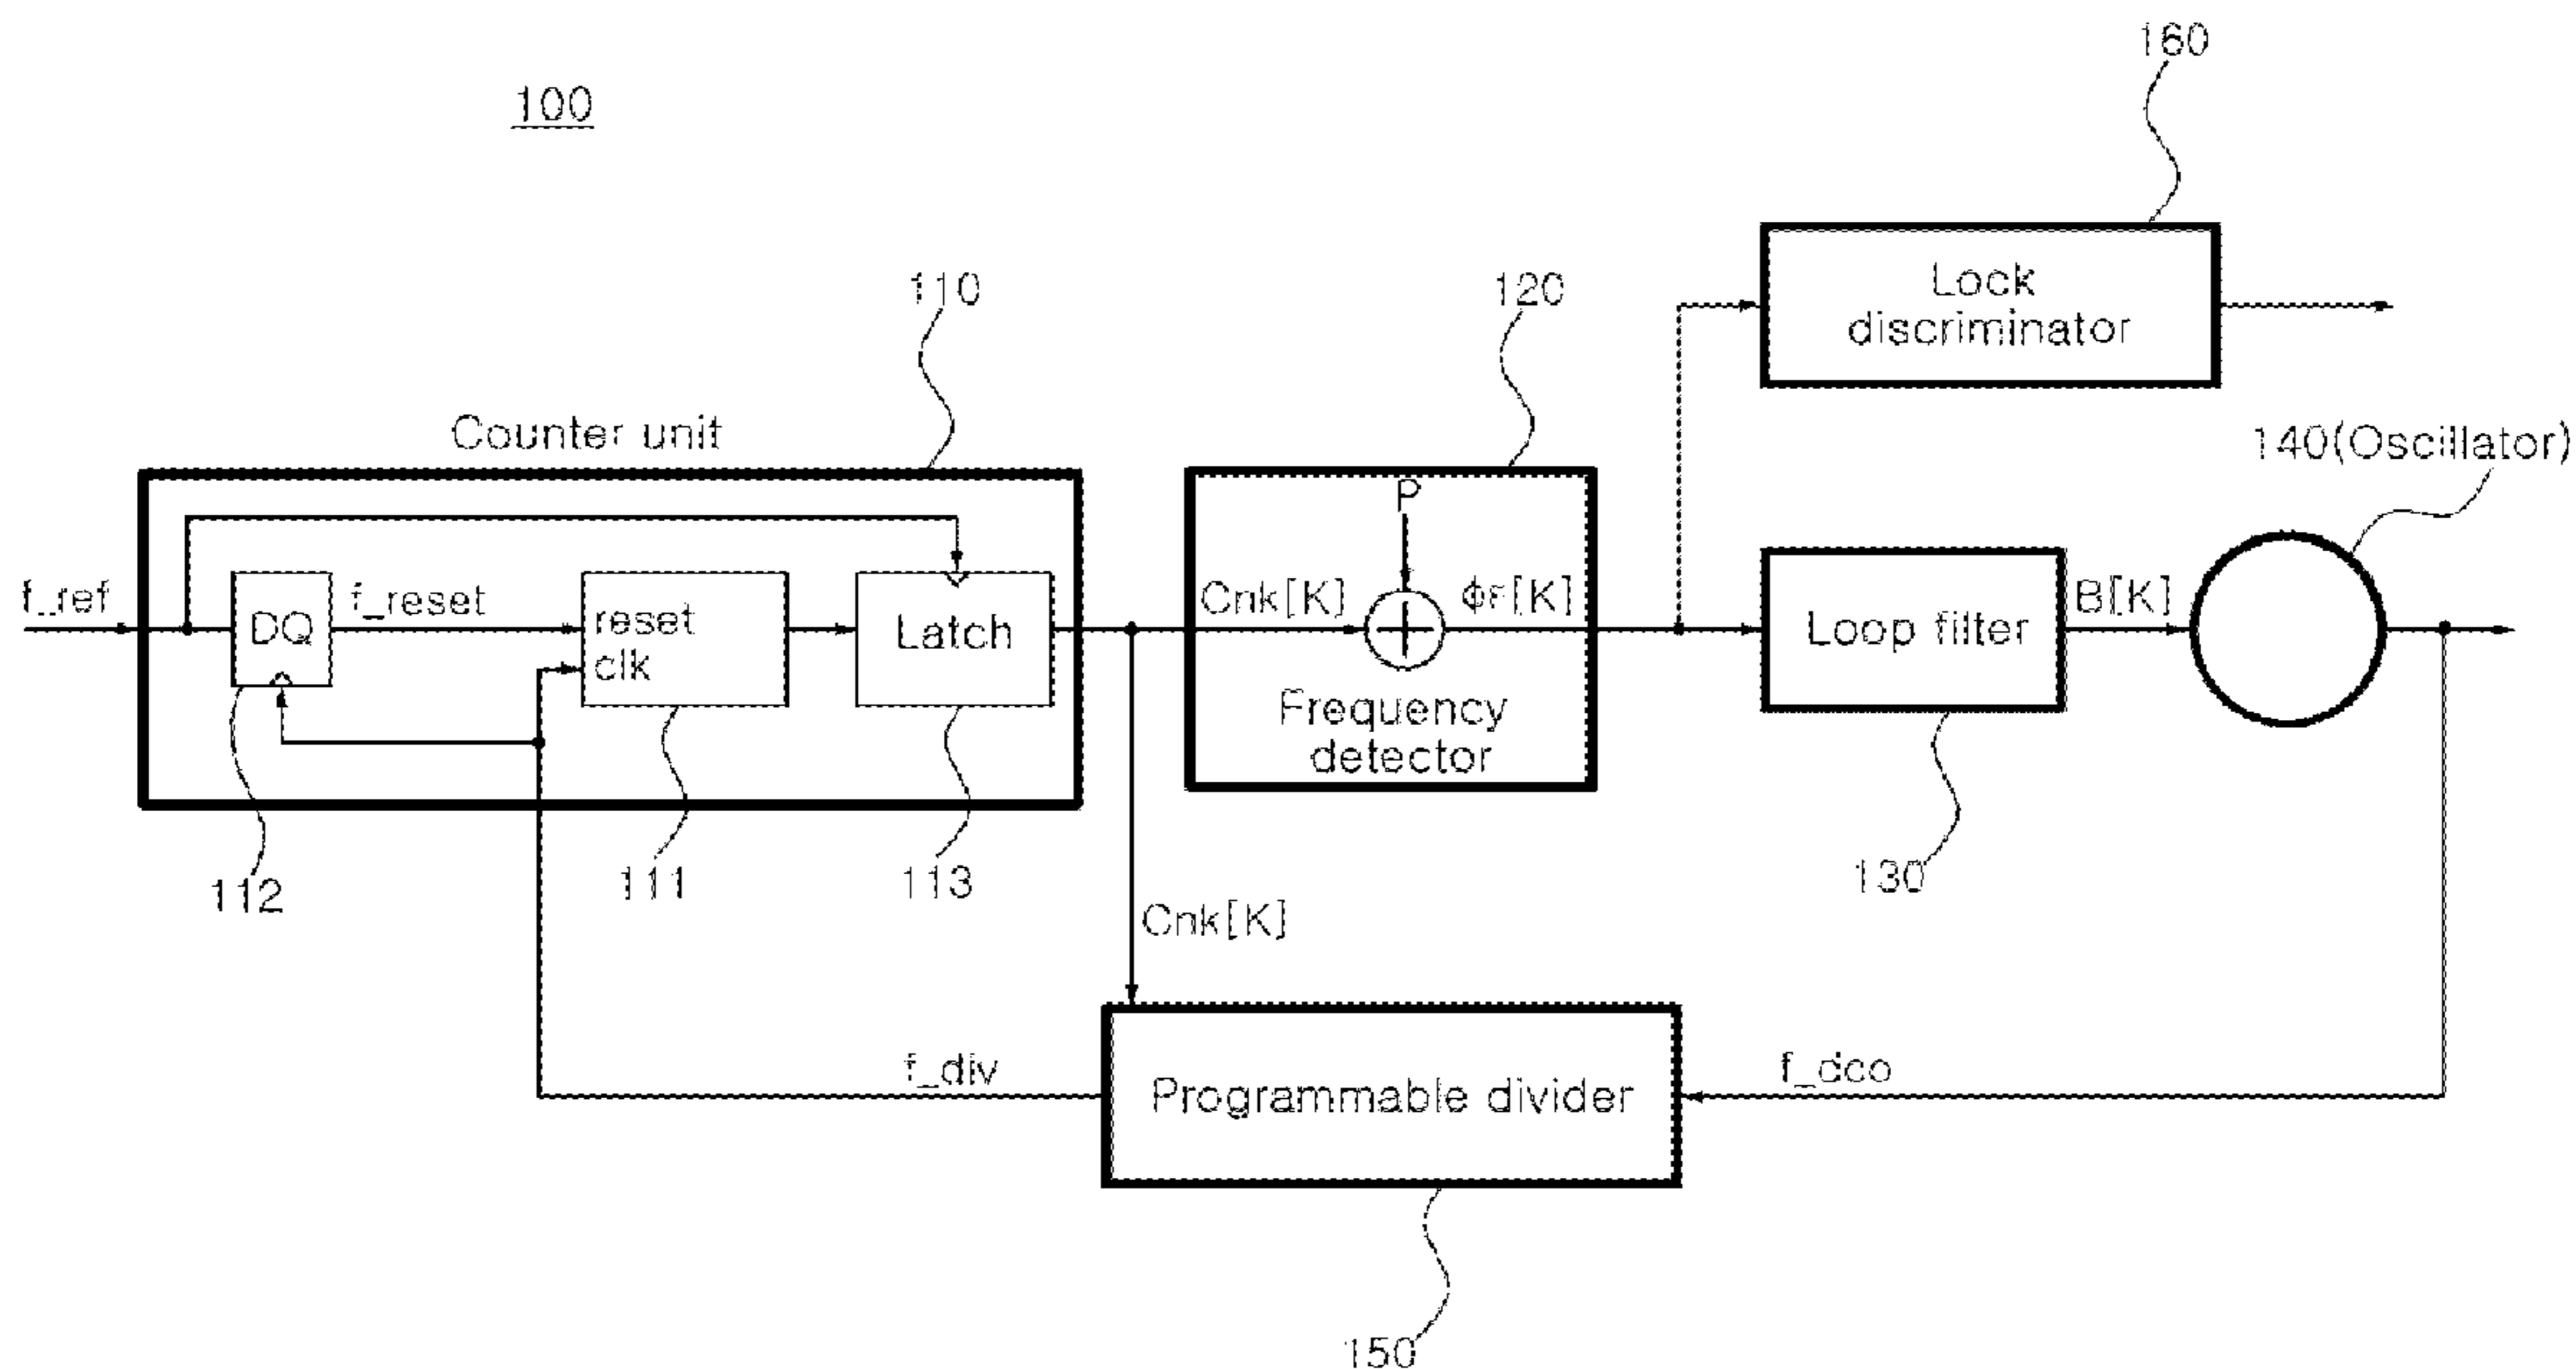 160
100
110
120
Lock
discriminator
Counter unit
140(Oscillator)
P
f_ref
DQ
f_reset
reset
clk
Latch
Cnk[K]
ΦE[K]
Loop filter
B[K]
Frequency
detector
112
111
113
130
Cnk[K]
f_div
Programmable divider
f_dco
150